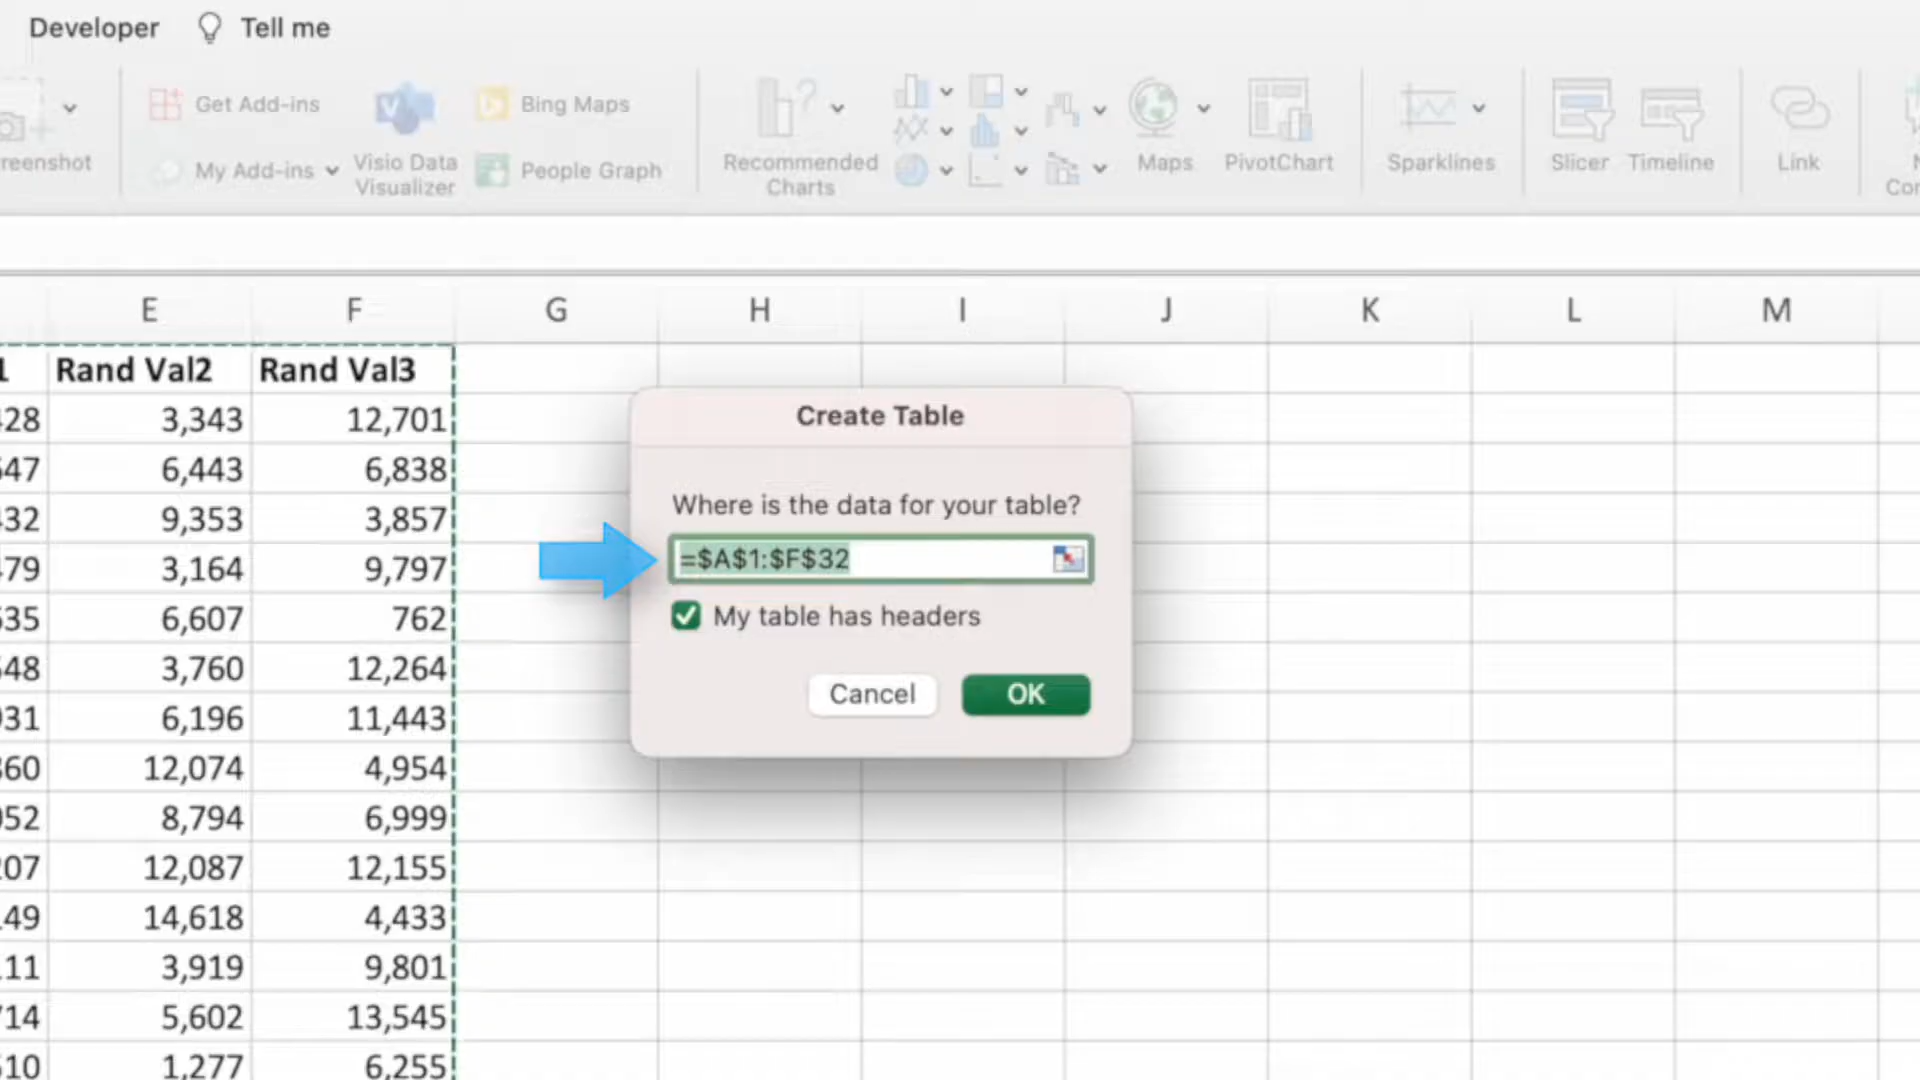 Developer Tell me
Get Add-ins
Bing Maps
My Add-ins
Visio Data
Visualizer
People Graph
Recommended
Charts
Maps
PivotChart
Sparklines
Slicer
Timeline
Link
E F G H I J K L M
1 Rand Val2 Rand Val3
3,343 12,701
6,443 6,838
9,353 3,857
3,164 9,797
6,607 762
3,760 12,264
6,196 11,443
12,074 4,954
8,794 6,999
12,087 12,155
14,618 4,433
3,919 9,801
5,602 13,545
1,277 6,255
Create Table
Where is the data for your table?
=$A$1:$F$32
My table has headers
Cancel OK